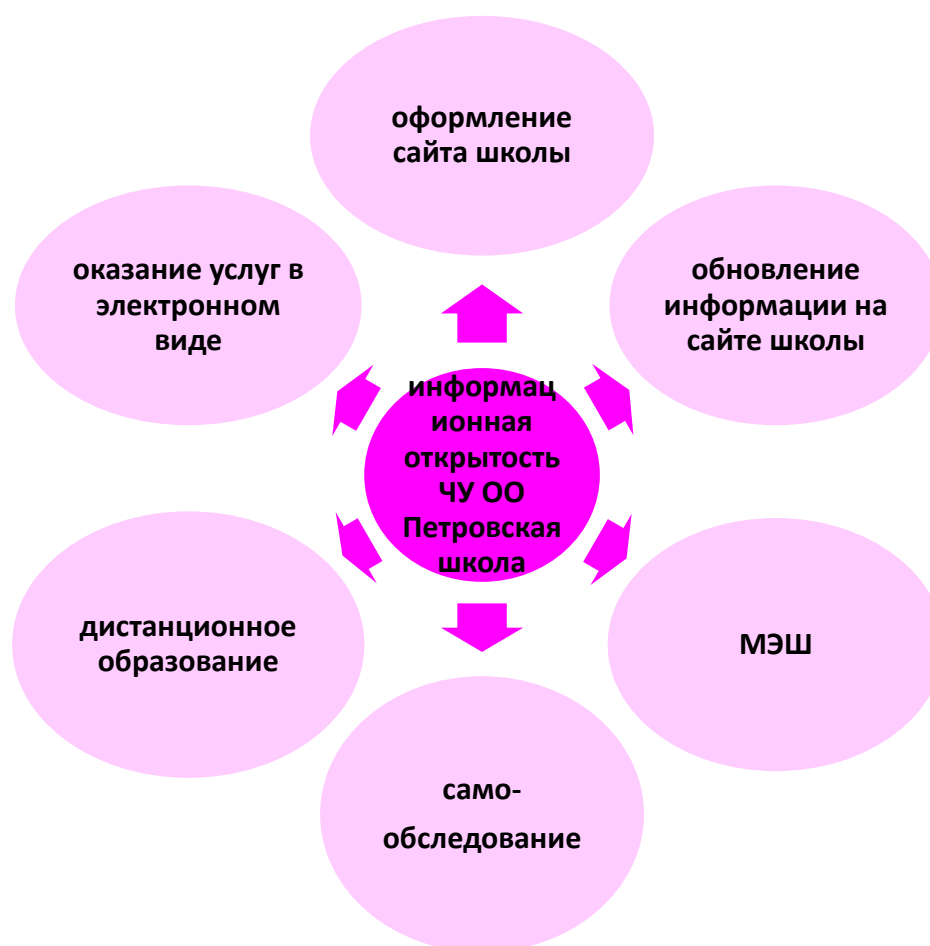 оформление
сайта школы
оказание услуг в
электронном
виде
обновление
информации на
сайте школы
информац
ионная
открытость
ЧУ ОО
Петровская
школа
дистанционное
образование
МЭШ
само-
обследование